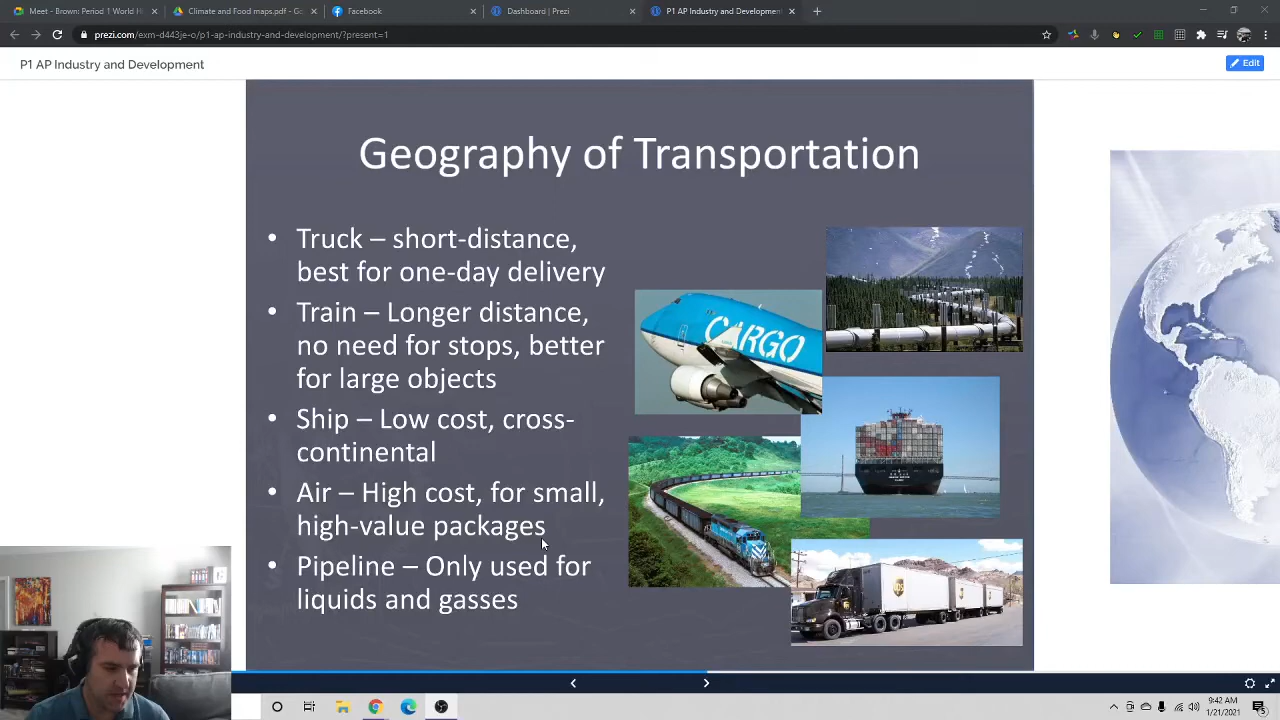 Meet - Brown: Period 1 World Hi
Climate and Food maps.pdf - Go
Facebook
Dashboard | Prezi
P1 AP Industry and Development
prezi.com/exm-d443je-o/p1-ap-industry-and-development/?present=1
P1 AP Industry and Development
Edit
Geography of Transportation
• Truck – short-distance,
best for one-day delivery
• Train – Longer distance,
no need for stops, better
for large objects
• Ship – Low cost, cross-
continental
• Air – High cost, for small,
high-value packages
• Pipeline – Only used for
liquids and gasses
CARGO
ups
9:42 AM
1/21/2021